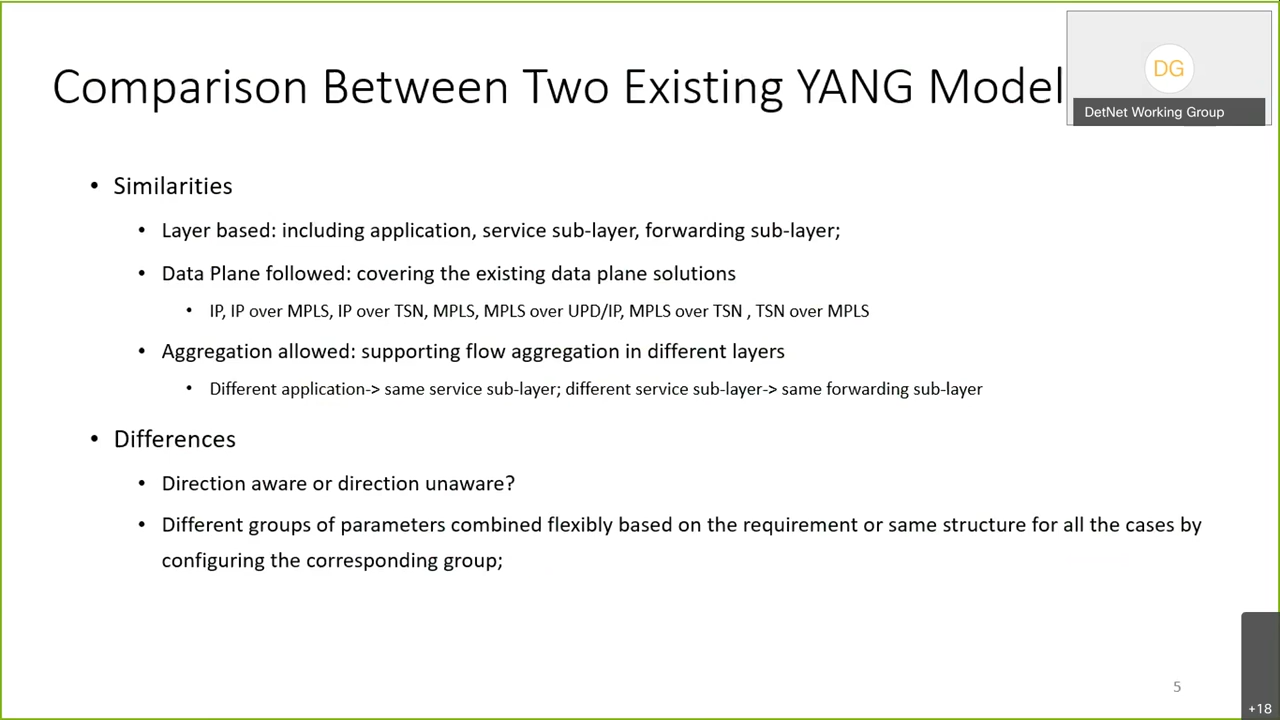 Comparison Between Two Existing YANG Model
DG
DetNet Working Group
• Similarities
• Layer based: including application, service sub-layer, forwarding sub-layer;
• Data Plane followed: covering the existing data plane solutions
• IP, IP over MPLS, IP over TSN, MPLS, MPLS over UPD/IP, MPLS over TSN , TSN over MPLS
• Aggregation allowed: supporting flow aggregation in different layers
• Different application-> same service sub-layer; different service sub-layer-> same forwarding sub-layer
• Differences
• Direction aware or direction unaware?
• Different groups of parameters combined flexibly based on the requirement or same structure for all the cases by
configuring the corresponding group;
5
+18